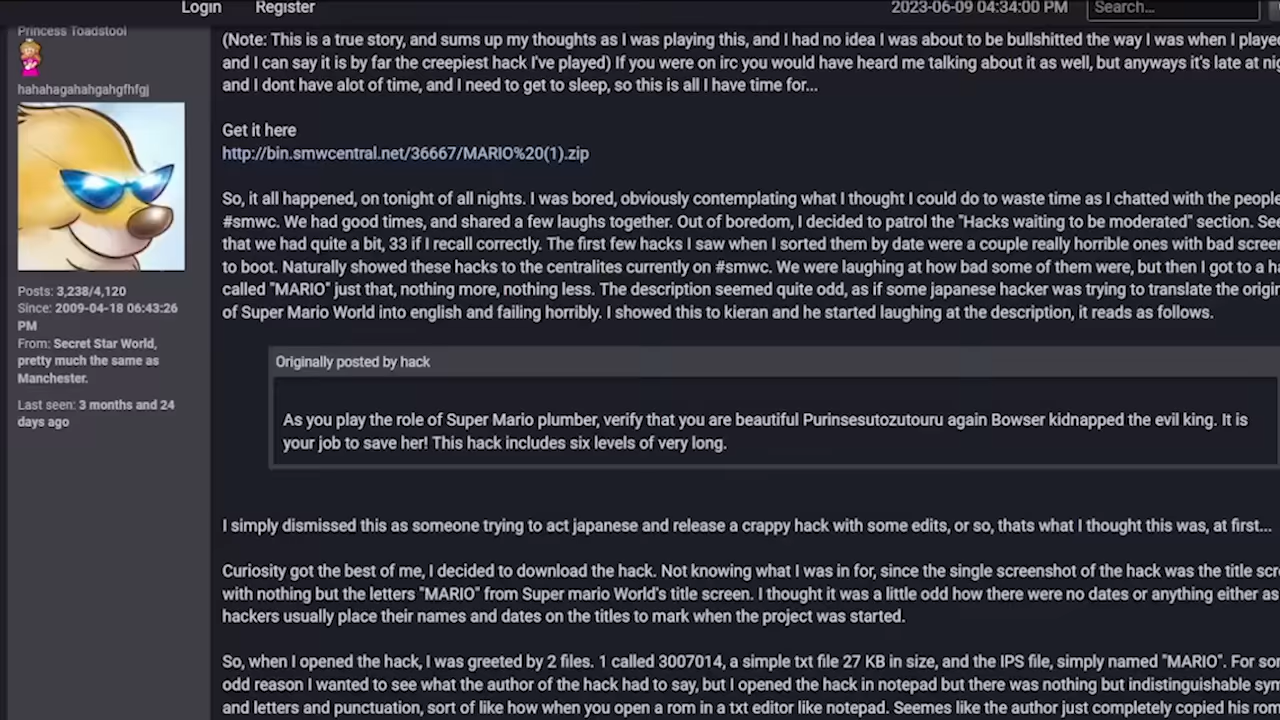 Login Register 2023-06-09 04:34:00 PM Search...
Princess Toadstool
hahahagahahgahgfhfgj
Posts: 3,238/4,120
Since: 2009-04-18 06:43:26
PM
From: Secret Star World,
pretty much the same as
Manchester.
Last seen: 3 months and 24
days ago
(Note: This is a true story, and sums up my thoughts as I was playing this, and I had no idea I was about to be bullshitted the way I was when I playe
and I can say it is by far the creepiest hack I've played) If you were on irc you would have heard me talking about it as well, but anyways it's late at nig
and I dont have alot of time, and I need to get to sleep, so this is all I have time for...
Get it here
http://bin.smwcentral.net/36667/MARIO%20(1).zip
So, it all happened, on tonight of all nights. I was bored, obviously contemplating what I thought I could do to waste time as I chatted with the people
#smwc. We had good times, and shared a few laughs together. Out of boredom, I decided to patrol the "Hacks waiting to be moderated" section. See
that we had quite a bit, 33 if I recall correctly. The first few hacks I saw when I sorted them by date were a couple really horrible ones with bad scree
to boot. Naturally showed these hacks to the centralites currently on #smwc. We were laughing at how bad some of them were, but then I got to a ha
called "MARIO" just that, nothing more, nothing less. The description seemed quite odd, as if some japanese hacker was trying to translate the origin
of Super Mario World into english and failing horribly. I showed this to kieran and he started laughing at the description, it reads as follows.
Originally posted by hack
As you play the role of Super Mario plumber, verify that you are beautiful Purinsesutozutouru again Bowser kidnapped the evil king. It is
your job to save her! This hack includes six levels of very long.
I simply dismissed this as someone trying to act japanese and release a crappy hack with some edits, or so, thats what I thought this was, at first...
Curiosity got the best of me, I decided to download the hack. Not knowing what I was in for, since the single screenshot of the hack was the title scre
with nothing but the letters "MARIO" from Super mario World's title screen. I thought it was a little odd how there were no dates or anything either as
hackers usually place their names and dates on the titles to mark when the project was started.
So, when I opened the hack, I was greeted by 2 files. 1 called 3007014, a simple txt file 27 KB in size, and the IPS file, simply named "MARIO". For som
odd reason I wanted to see what the author of the hack had to say, but I opened the hack in notepad but there was nothing but indistinguishable sym
and letters and punctuation, sort of like how when you open a rom in a txt editor like notepad. Seems like the author just completely copied his rom